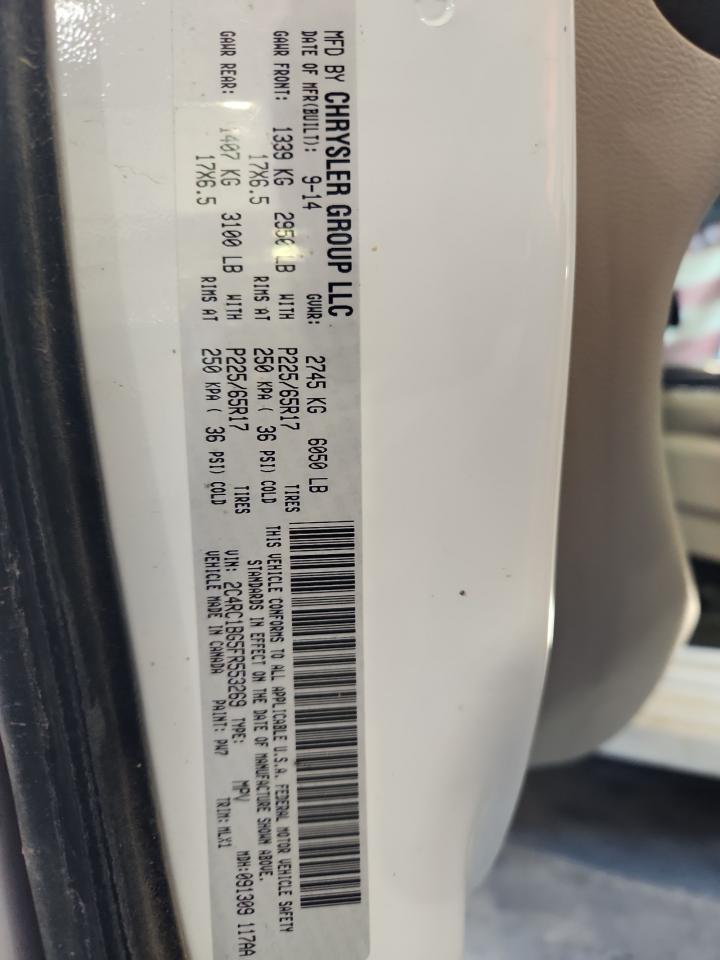 MFD BY CHRYSLER GROUP LLC
DATE OF MFR(BUILT): 9-14 GVWR: 2745 KG 6050 LB
GAWR FRONT: 1339 KG 2950 LB WITH P225/65R17 TIRES
17X6.5 RIMS AT 250 KPA ( 36 PSI) COLD
GAWR REAR: 1407 KG 3100 LB WITH P225/65R17 TIRES
17X6.5 RIMS AT 250 KPA ( 36 PSI) COLD
THIS VEHICLE CONFORMS TO ALL APPLICABLE U.S.A. FEDERAL MOTOR VEHICLE SAFETY
STANDARDS IN EFFECT ON THE DATE OF MANUFACTURE SHOWN ABOVE.
VIN: 2C4RC1BG5FR553269 TYPE: MPV MDH:091309 117AA
VEHICLE MADE IN CANADA PAINT: PW7 TRIM: MLX1